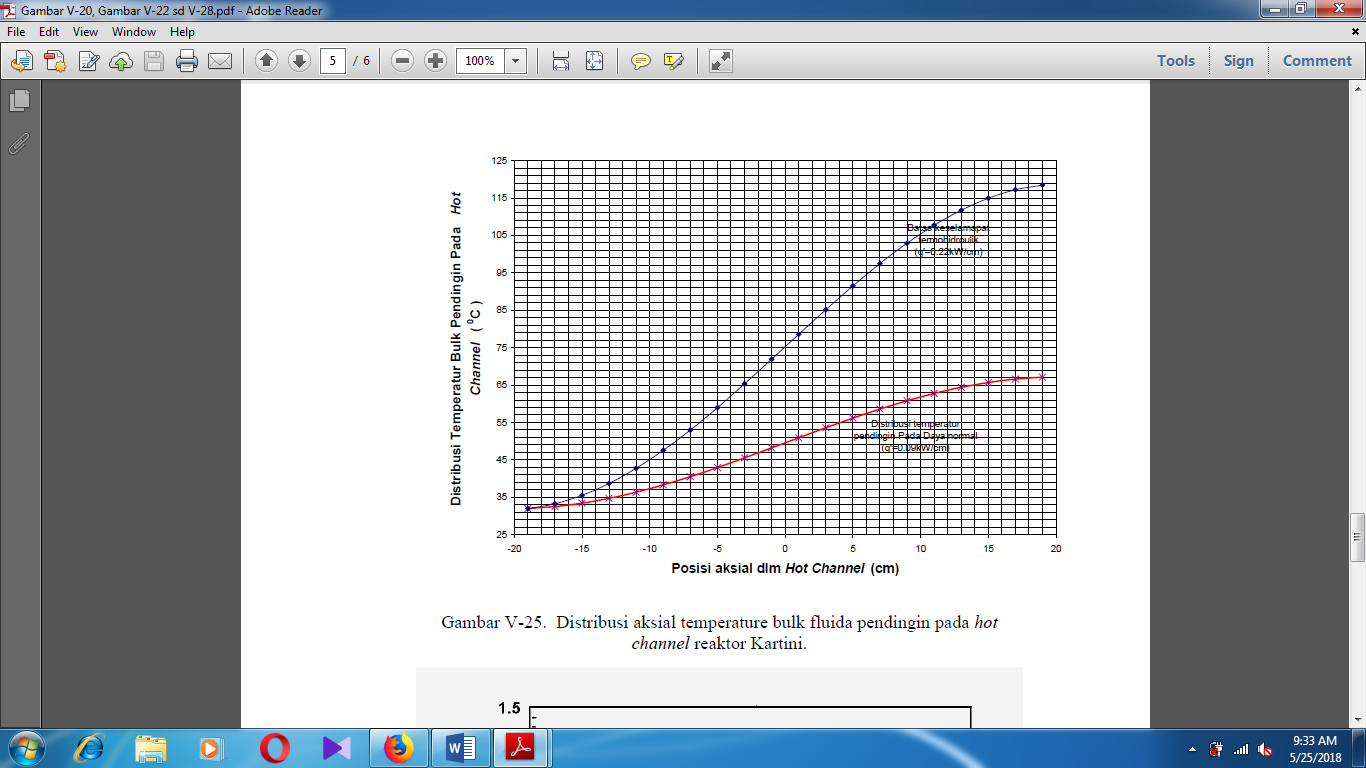 Gambar V-20, Gambar V-22 sd V-28.pdf - Adobe Reader
File Edit View Window Help
5 / 6 100% Tools Sign Comment
Distribusi Temperatur Bulk Pendingin Pada Hot
Channel ( ⁰C )
125
115
105
95
85
75
65
55
45
35
25
Batas keselamapat
termohidrnulik
(q'=0.22kW/cm)
Distribusi temperatur
pendingin Pada Daya normal
(q'=0.09kW/cm)
-20 -15 -10 -5 0 5 10 15 20
Posisi aksial dlm Hot Channel (cm)
Gambar V-25. Distribusi aksial temperature bulk fluida pendingin pada hot
channel reaktor Kartini.
1.5
9:33 AM
5/25/2018